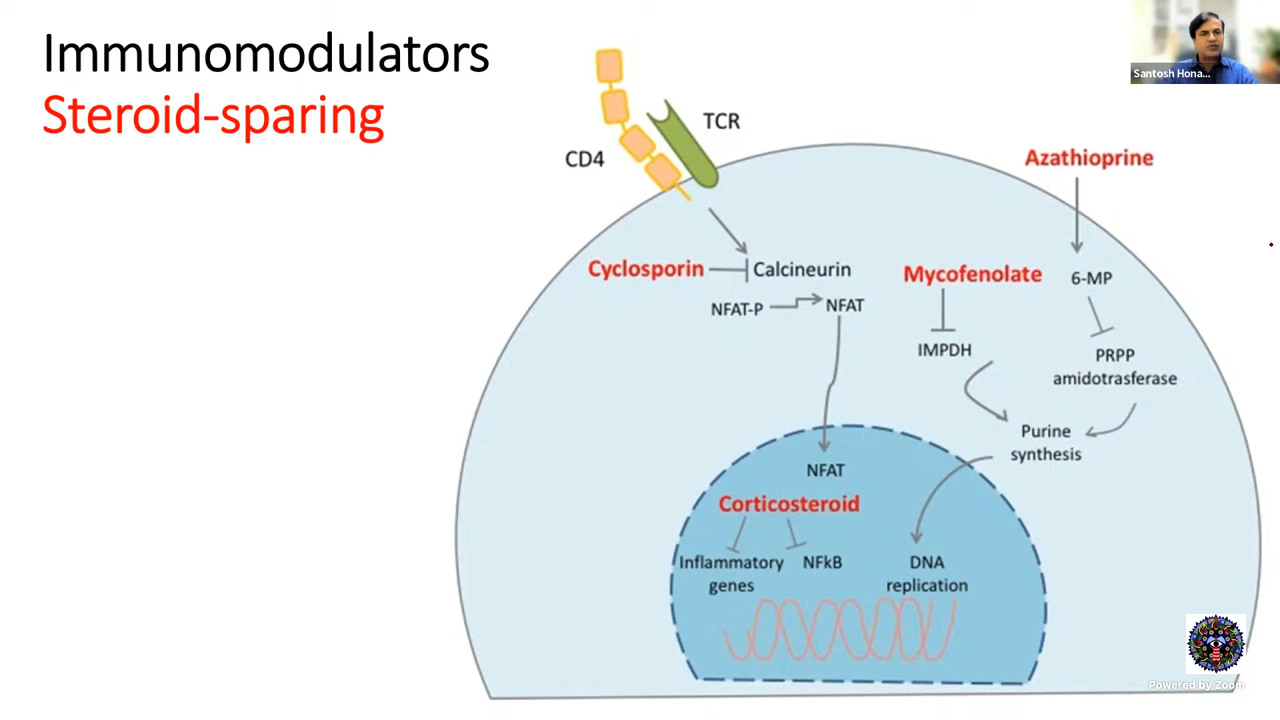 Immunomodulators
Steroid-sparing
Santosh Hona...
TCR
CD4
Azathioprine
Cyclosporin
Calcineurin
Mycofenolate
6-MP
NFAT-P
NFAT
IMPDH
PRPP
amidotrasferase
Purine
synthesis
NFAT
Corticosteroid
Inflammatory
genes
NFkB
DNA
replication
Powered by Zoom